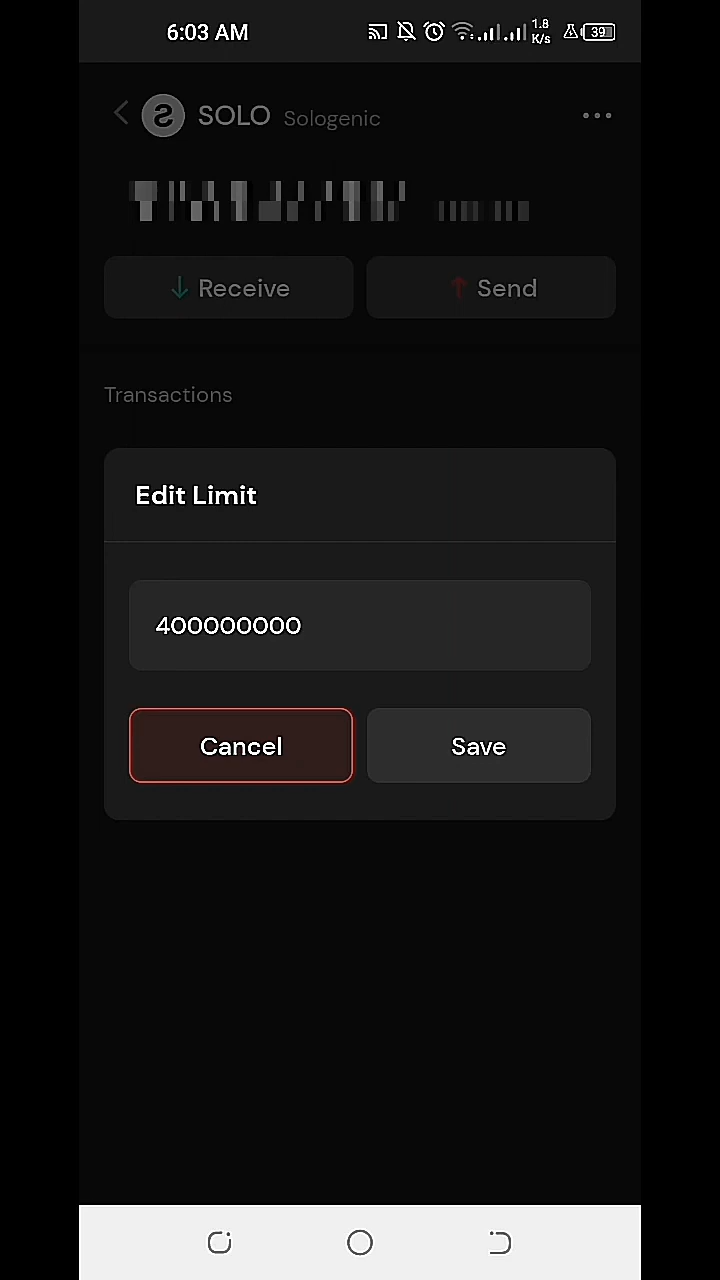 6:03 AM 1.8 K/s 39
SOLO Sologenic
Receive
Send
Transactions
Edit Limit
400000000
Cancel
Save